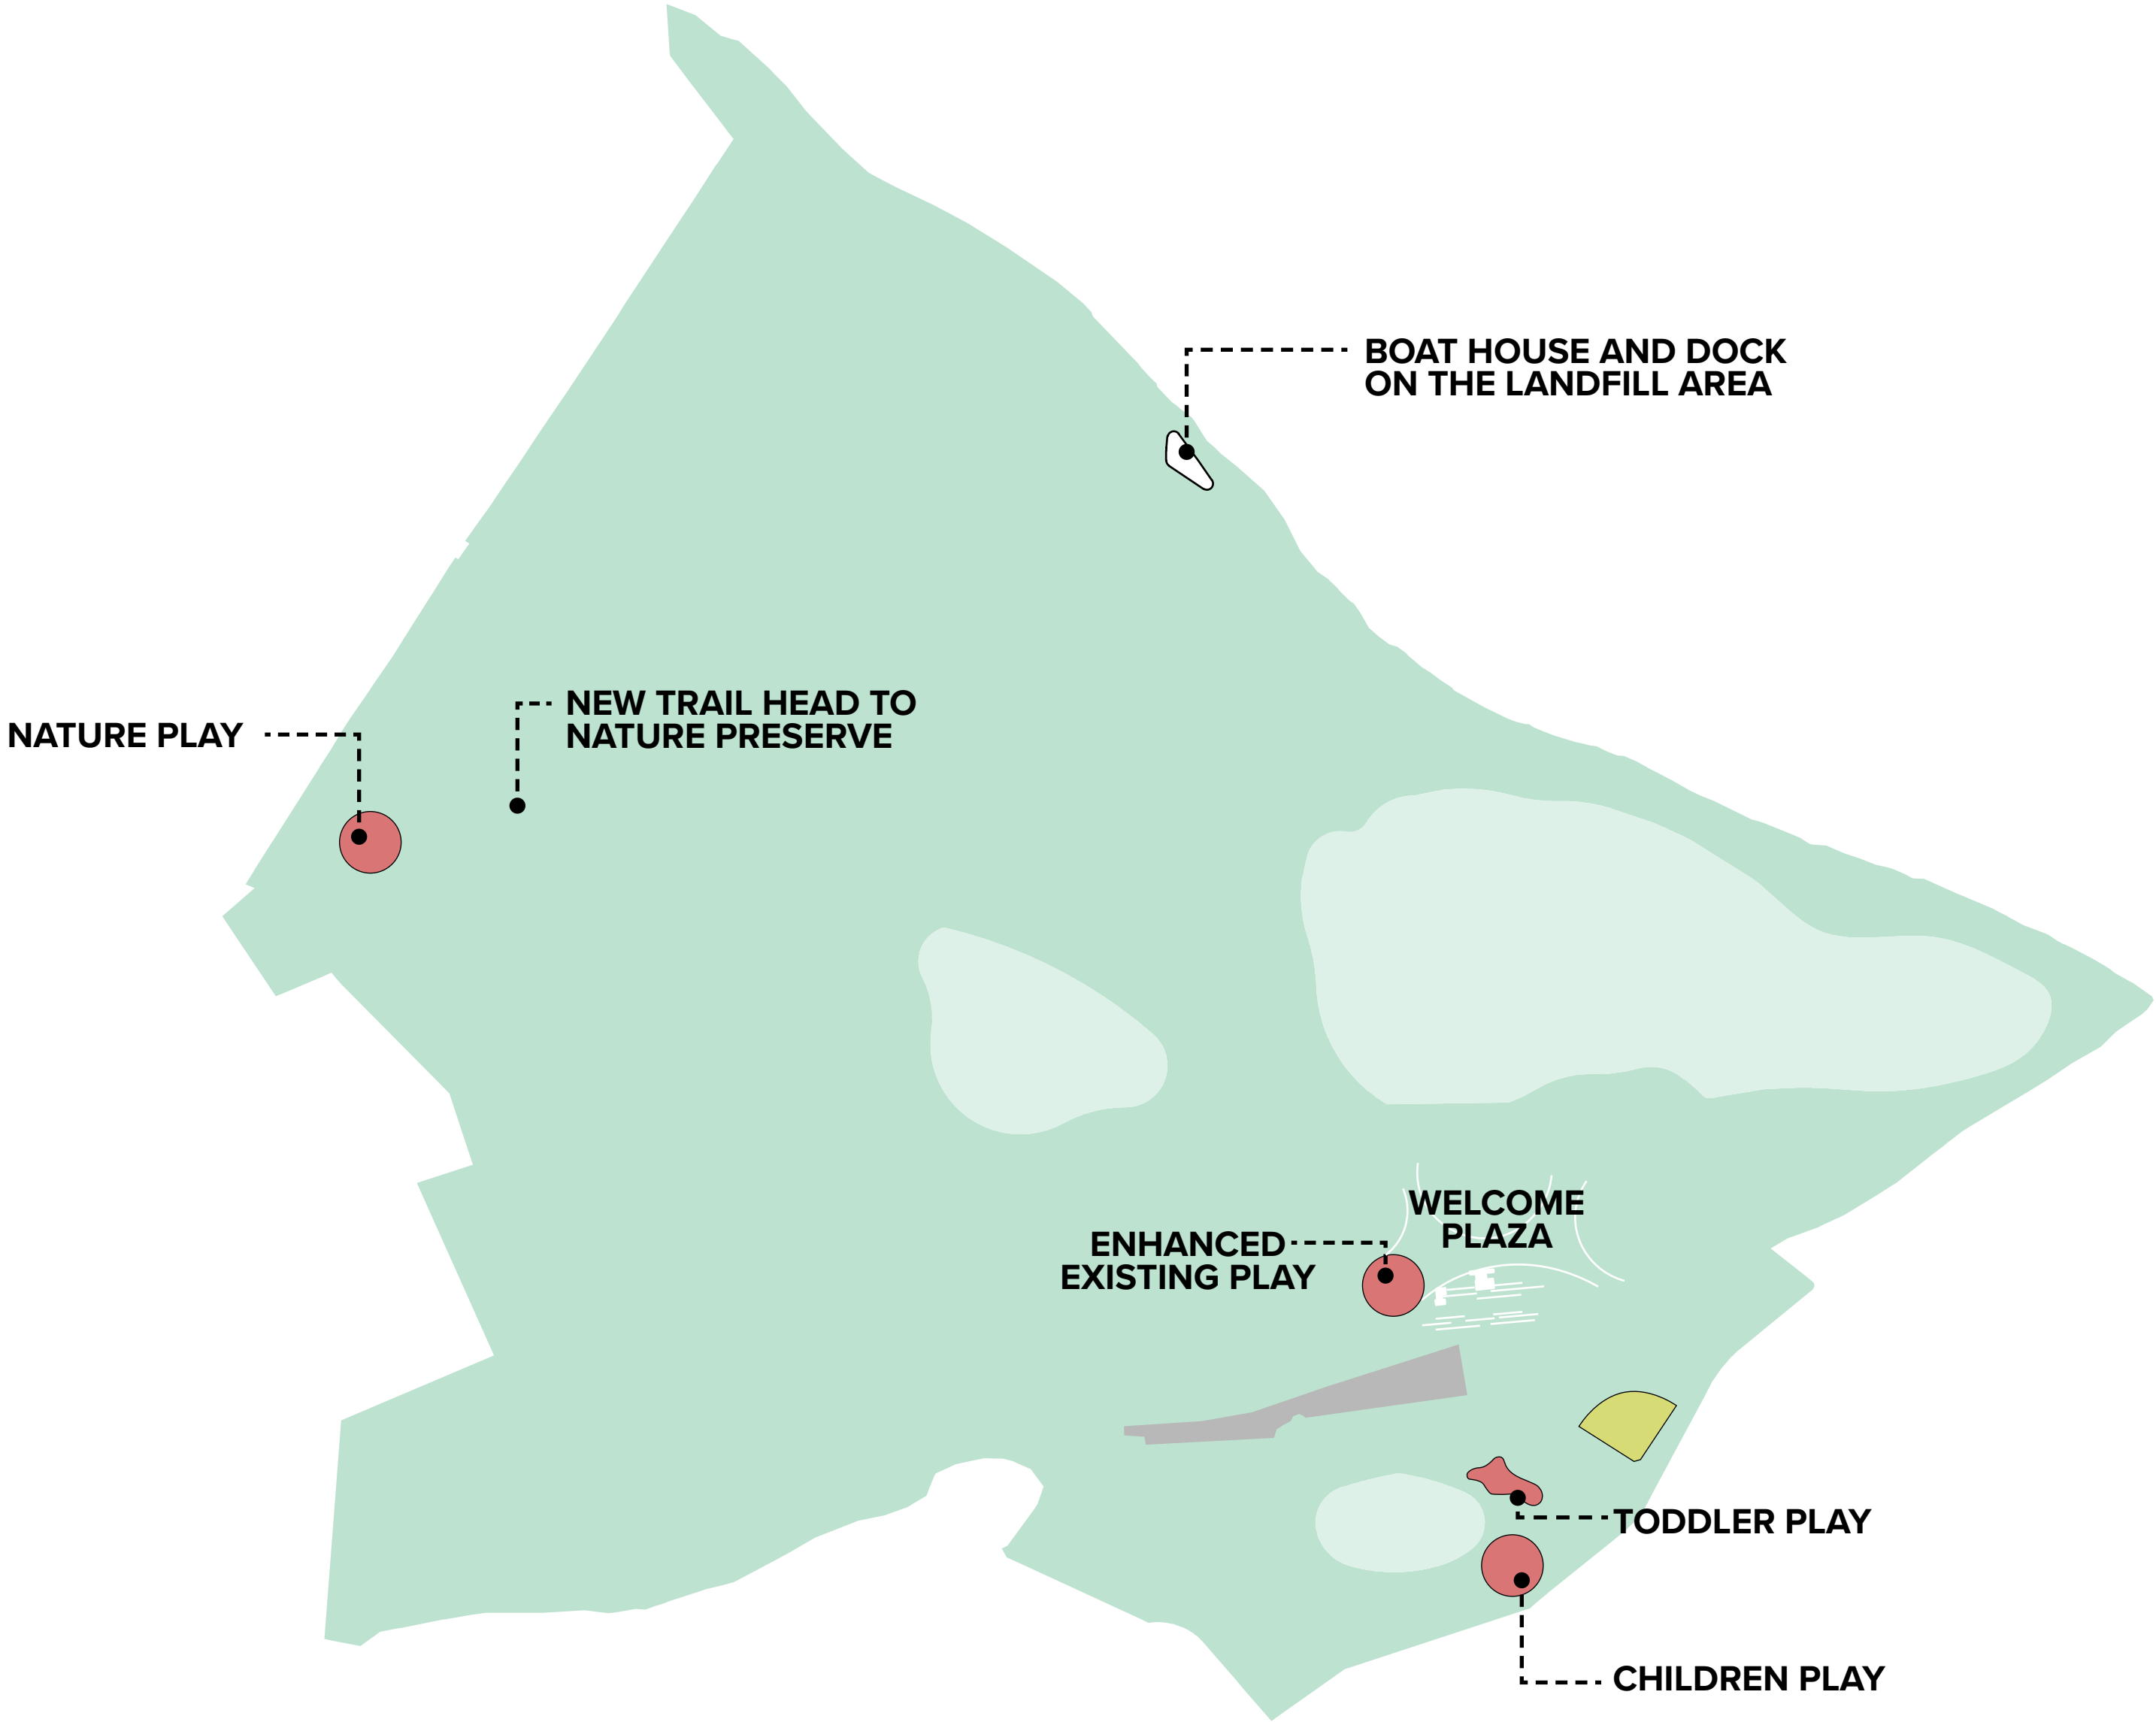 BOAT HOUSE AND DOCK
ON THE LANDFILL AREA
NEW TRAIL HEAD TO
NATURE PRESERVE
NATURE PLAY
WELCOME
PLAZA
ENHANCED
EXISTING PLAY
TODDLER PLAY
CHILDREN PLAY